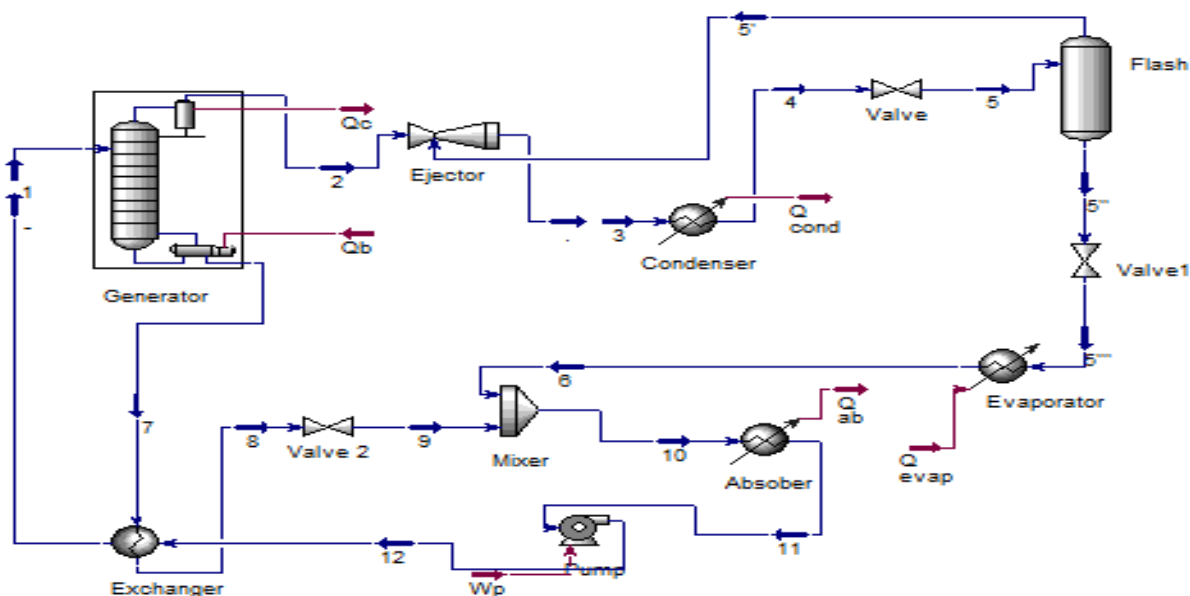 5'
Flash
4
Valve
5
Qc
2
Ejector
1
-
5''
Q
cond
.
3
Condenser
Valve1
Qb
Generator
5'''
6
Evaporator
Q
ab
7
8
Valve 2
9
Mixer
10
Absober
Q
evap
11
12
Pump
Wp
Exchanger